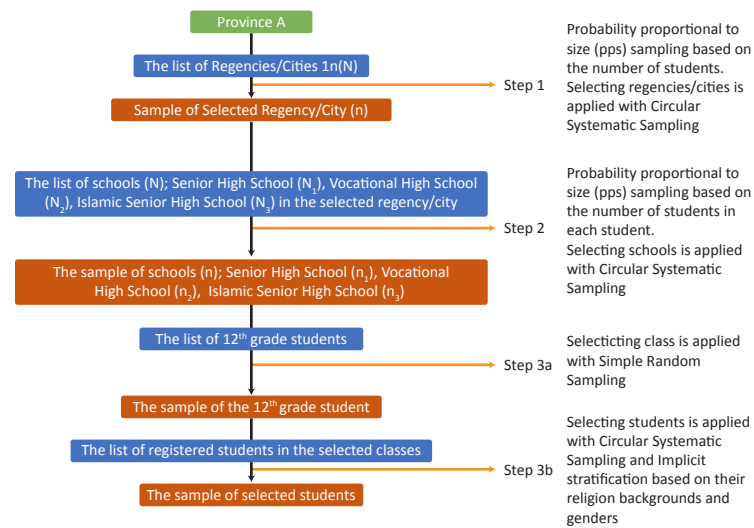 Province A
The list of Regencies/Cities 1n(N)
Step 1
Probability proportional to
size (pps) sampling based on
the number of students.
Selecting regencies/cities is
applied with Circular
Systematic Sampling
Sample of Selected Regency/City (n)
The list of schools (N); Senior High School (N₁), Vocational High School
(N₂), Islamic Senior High School (N₃) in the selected regency/city
Step 2
Probability proportional to
size (pps) sampling based on
the number of students in
each student.
Selecting schools is applied
with Circular Systematic
Sampling
The sample of schools (n); Senior High School (n₁), Vocational
High School (n₂), Islamic Senior High School (n₃)
The list of 12ᵗʰ grade students
Step 3a
Selecticting class is applied
with Simple Random
Sampling
The sample of the 12ᵗʰ grade student
The list of registered students in the selected classes
Step 3b
Selecting students is applied
with Circular Systematic
Sampling and Implicit
stratification based on their
religion backgrounds and
genders
The sample of selected students